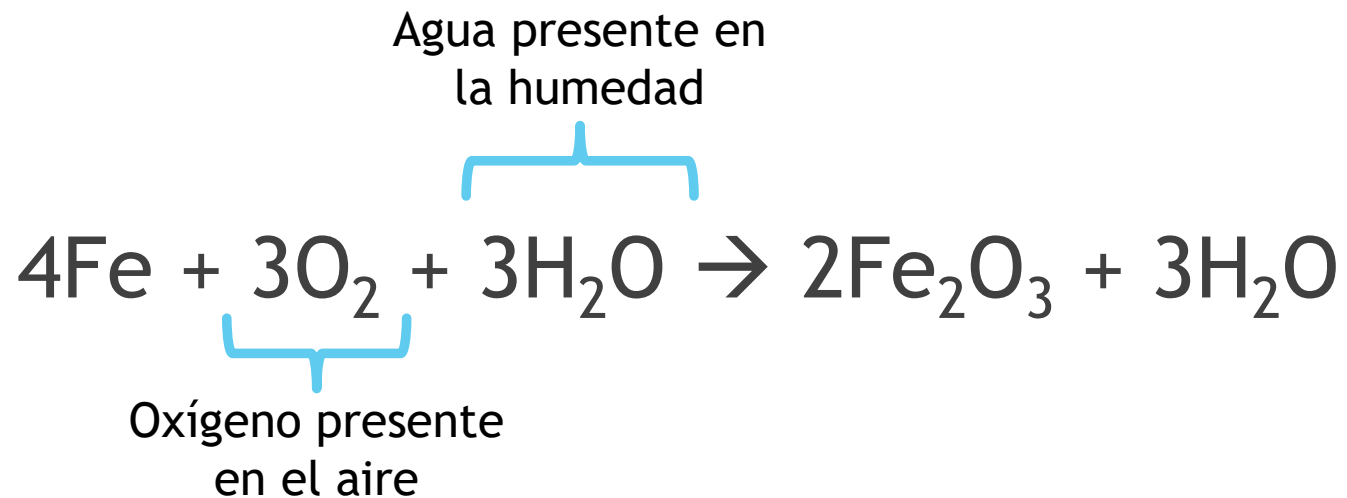 Agua presente en
la humedad
4Fe + 3O₂ + 3H₂O → 2Fe₂O₃ + 3H₂O
Oxígeno presente
en el aire